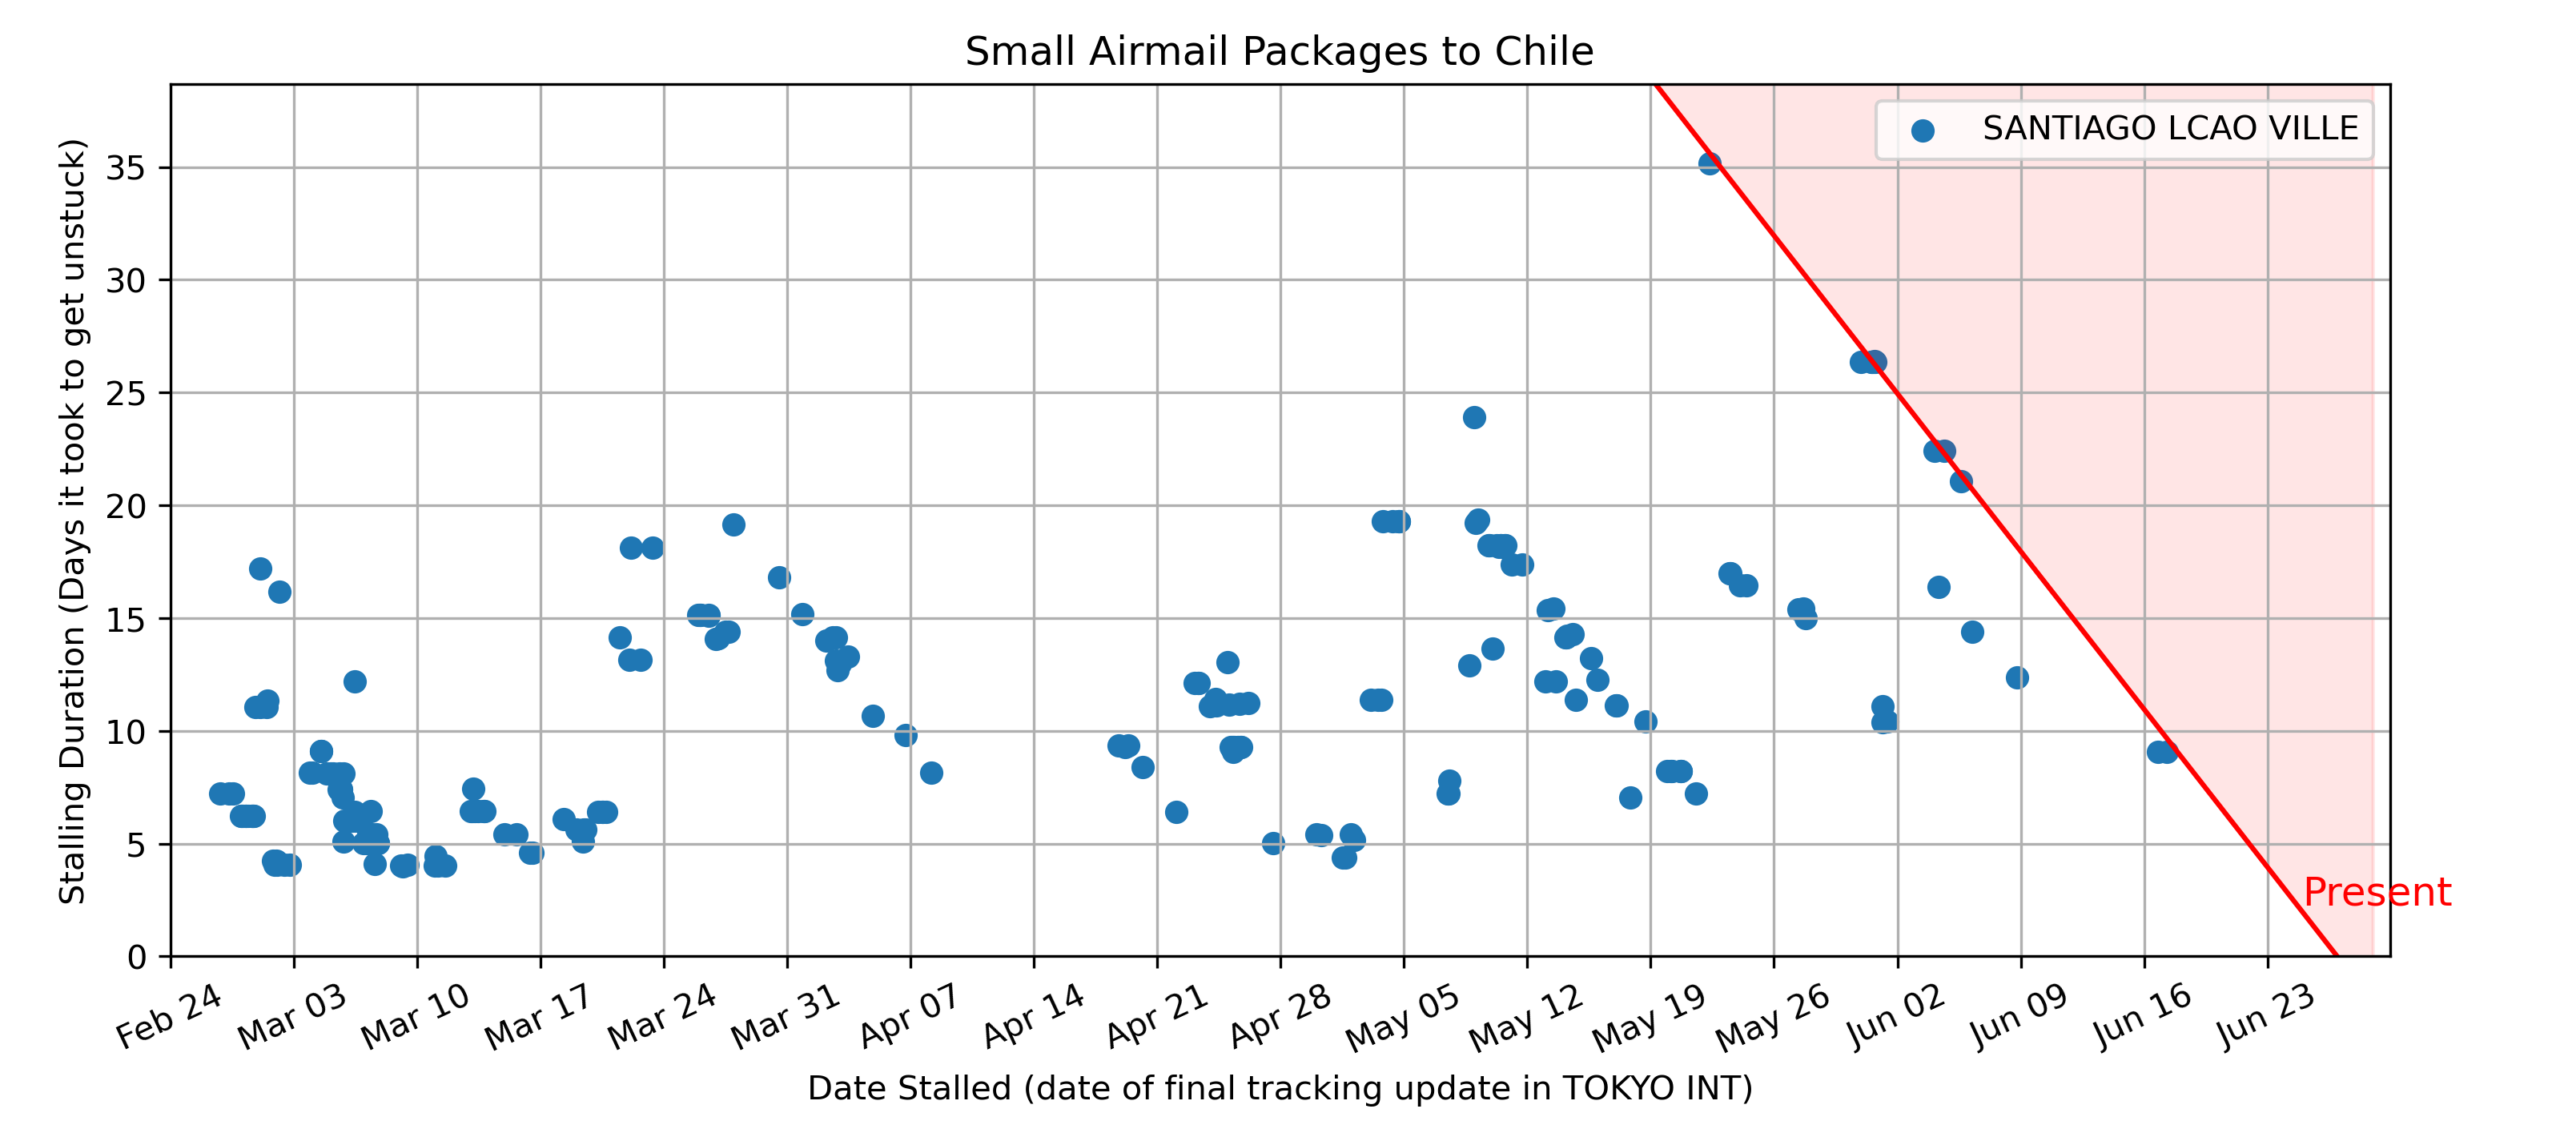 Small Airmail Packages to Chile
SANTIAGO LCAO VILLE
Stalling Duration (Days it took to get unstuck)
35
30
25
20
15
10
5
0
Present
Feb 24
Mar 03
Mar 10
Mar 17
Mar 24
Mar 31
Apr 07
Apr 14
Apr 21
Apr 28
May 05
May 12
May 19
May 26
Jun 02
Jun 09
Jun 16
Jun 23
Date Stalled (date of final tracking update in TOKYO INT)